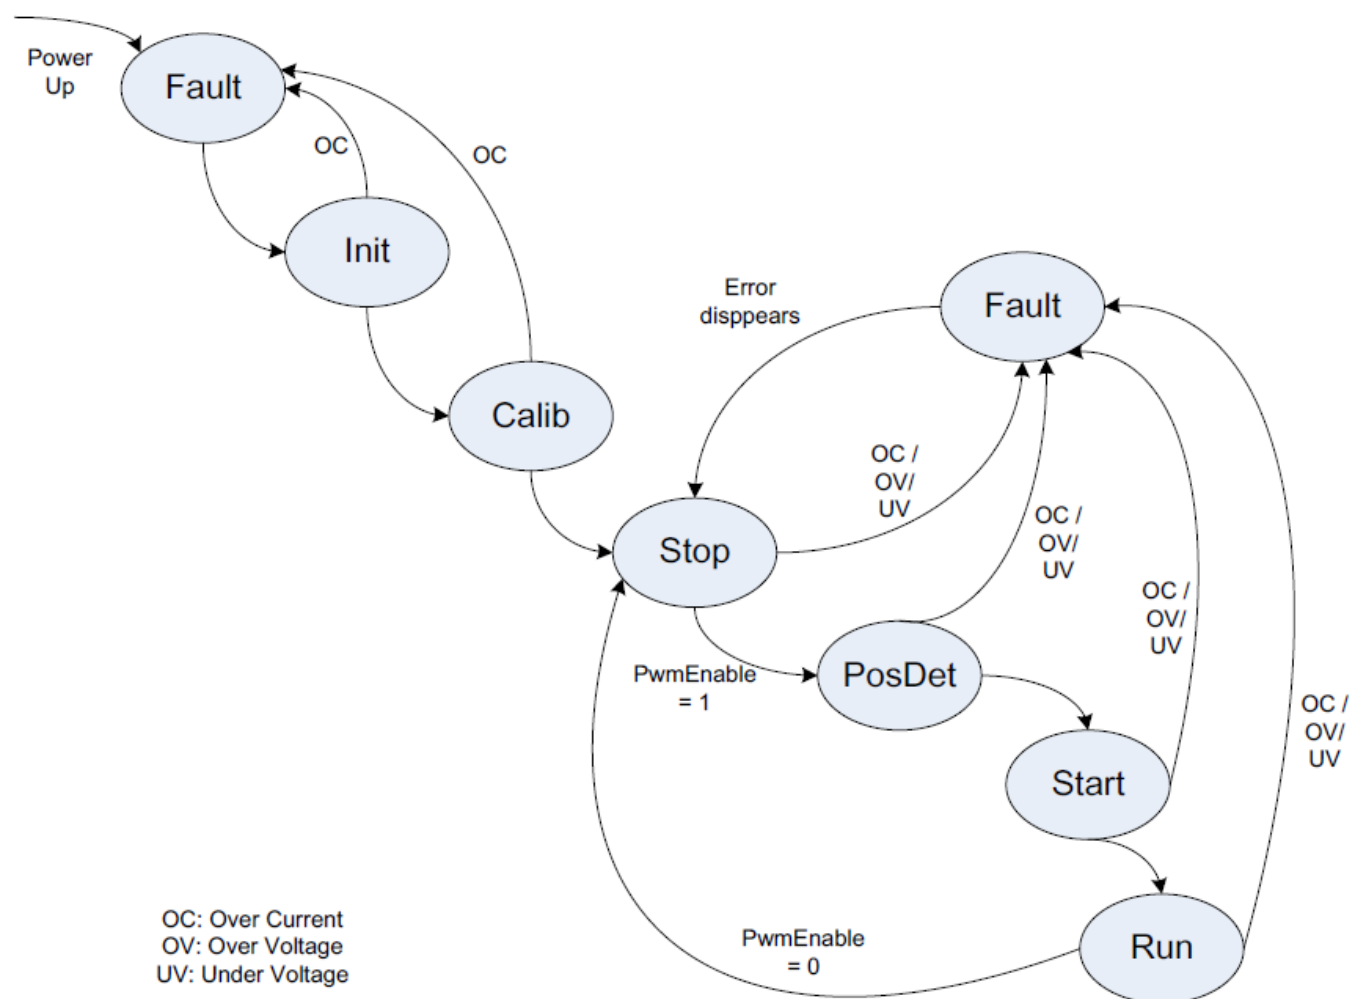 Power
Up
Fault
OC
OC
Init
Error
disppears
Fault
Calib
OC /
OV/
UV
OC /
OV/
UV
Stop
OC /
OV/
UV
PwmEnable
= 1
PosDet
OC /
OV/
UV
Start
PwmEnable
= 0
Run
OC: Over Current
OV: Over Voltage
UV: Under Voltage